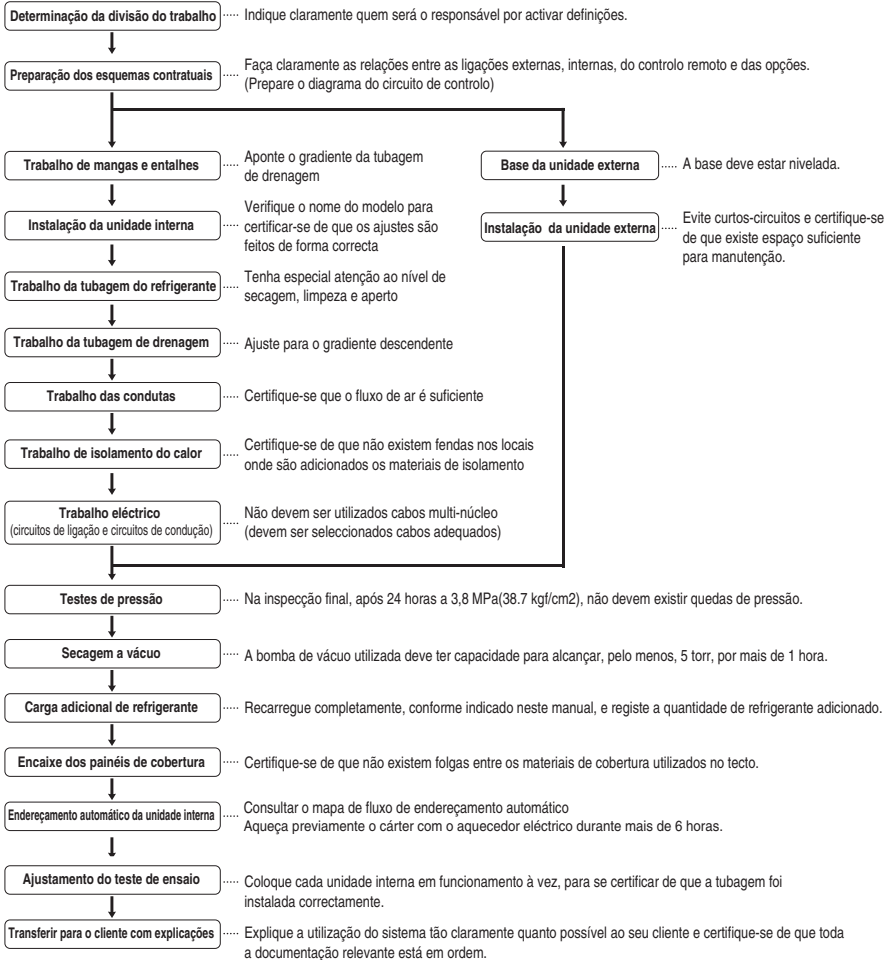 Determinação da divisão do trabalho ..... Indique claramente quem será o responsável por activar definições.
Preparação dos esquemas contratuais ..... Faça claramente as relações entre as ligações externas, internas, do controlo remoto e das opções.
(Prepare o diagrama do circuito de controlo)
Trabalho de mangas e entalhes ..... Aponte o gradiente da tubagem
de drenagem
Base da unidade externa ..... A base deve estar nivelada.
Instalação da unidade interna ..... Verifique o nome do modelo para
certificar-se de que os ajustes são
feitos de forma correcta
Instalação da unidade externa ..... Evite curtos-circuitos e certifique-se
de que existe espaço suficiente
para manutenção.
Trabalho da tubagem do refrigerante ..... Tenha especial atenção ao nível de
secagem, limpeza e aperto
Trabalho da tubagem de drenagem ..... Ajuste para o gradiente descendente
Trabalho das condutas ..... Certifique-se que o fluxo de ar é suficiente
Trabalho de isolamento do calor ..... Certifique-se de que não existem fendas nos locais
onde são adicionados os materiais de isolamento
Trabalho eléctrico
(circuitos de ligação e circuitos de condução) ..... Não devem ser utilizados cabos multi-núcleo
(devem ser seleccionados cabos adequados)
Testes de pressão ..... Na inspecção final, após 24 horas a 3,8 MPa(38.7 kgf/cm2), não devem existir quedas de pressão.
Secagem a vácuo ..... A bomba de vácuo utilizada deve ter capacidade para alcançar, pelo menos, 5 torr, por mais de 1 hora.
Carga adicional de refrigerante ..... Recarregue completamente, conforme indicado neste manual, e registe a quantidade de refrigerante adicionado.
Encaixe dos painéis de cobertura ..... Certifique-se de que não existem folgas entre os materiais de cobertura utilizados no tecto.
Endereçamento automático da unidade interna ..... Consultar o mapa de fluxo de endereçamento automático
Aqueça previamente o cárter com o aquecedor eléctrico durante mais de 6 horas.
Ajustamento do teste de ensaio ..... Coloque cada unidade interna em funcionamento à vez, para se certificar de que a tubagem foi
instalada correctamente.
Transferir para o cliente com explicações ..... Explique a utilização do sistema tão claramente quanto possível ao seu cliente e certifique-se de que toda
a documentação relevante está em ordem.